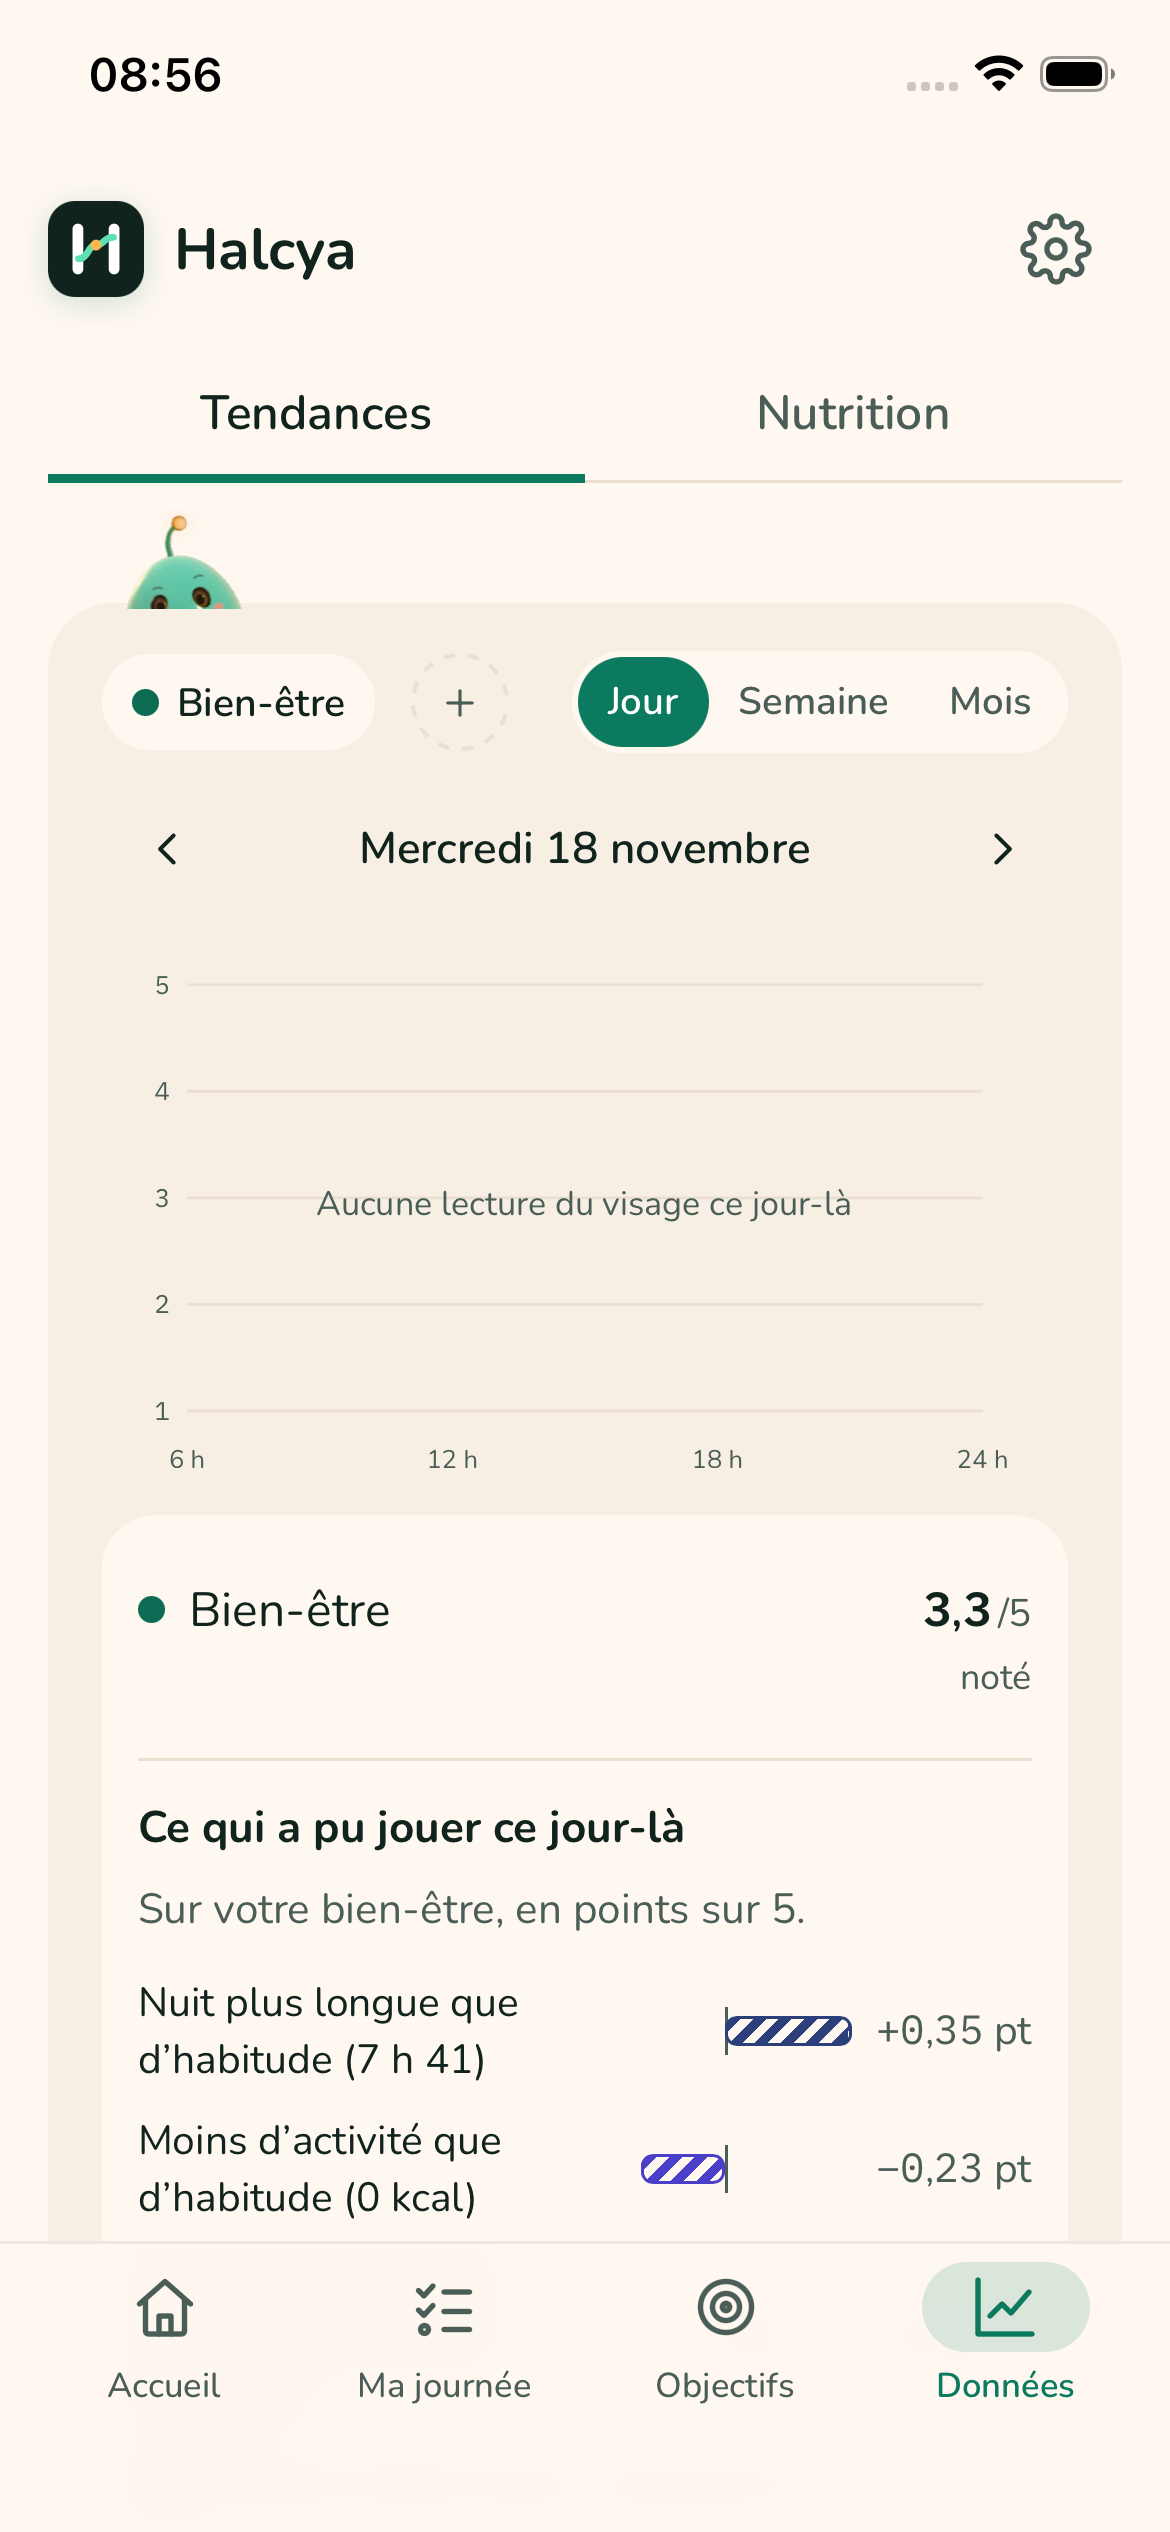 08:56
Halcya
Tendances
Nutrition
Bien-être
+
Jour
Semaine
Mois
Mercredi 18 novembre
5
4
3
Aucune lecture du visage ce jour-là
2
1
6 h
12 h
18 h
24 h
Bien-être
3,3 /5
noté
Ce qui a pu jouer ce jour-là
Sur votre bien-être, en points sur 5.
Nuit plus longue que
d’habitude (7 h 41)
+0,35 pt
Moins d’activité que
d’habitude (0 kcal)
−0,23 pt
Accueil
Ma journée
Objectifs
Données